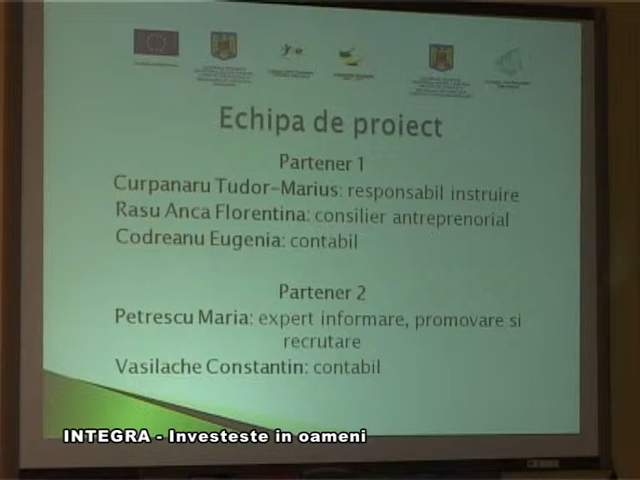 Echipa de proiect
Partener 1
Curpanaru Tudor-Marius: responsabil instruire
Rasu Anca Florentina: consilier antreprenorial
Codreanu Eugenia: contabil
Partener 2
Petrescu Maria: expert informare, promovare si
recrutare
Vasilache Constantin: contabil
INTEGRA - Investeste in oameni